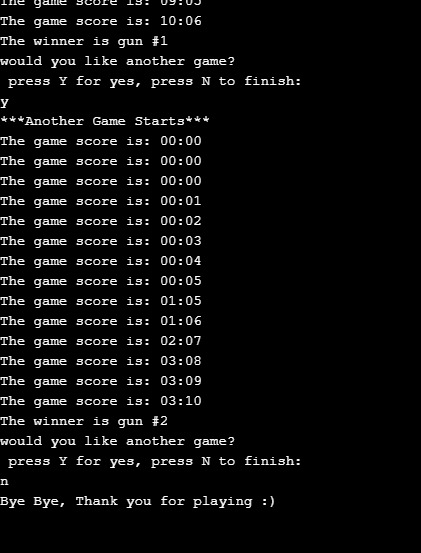 The game score is: 09:05
The game score is: 10:06
The winner is gun #1
would you like another game?
press Y for yes, press N to finish:
y
***Another Game Starts***
The game score is: 00:00
The game score is: 00:00
The game score is: 00:00
The game score is: 00:01
The game score is: 00:02
The game score is: 00:03
The game score is: 00:04
The game score is: 00:05
The game score is: 01:05
The game score is: 01:06
The game score is: 02:07
The game score is: 03:08
The game score is: 03:09
The game score is: 03:10
The winner is gun #2
would you like another game?
press Y for yes, press N to finish:
n
Bye Bye, Thank you for playing :)